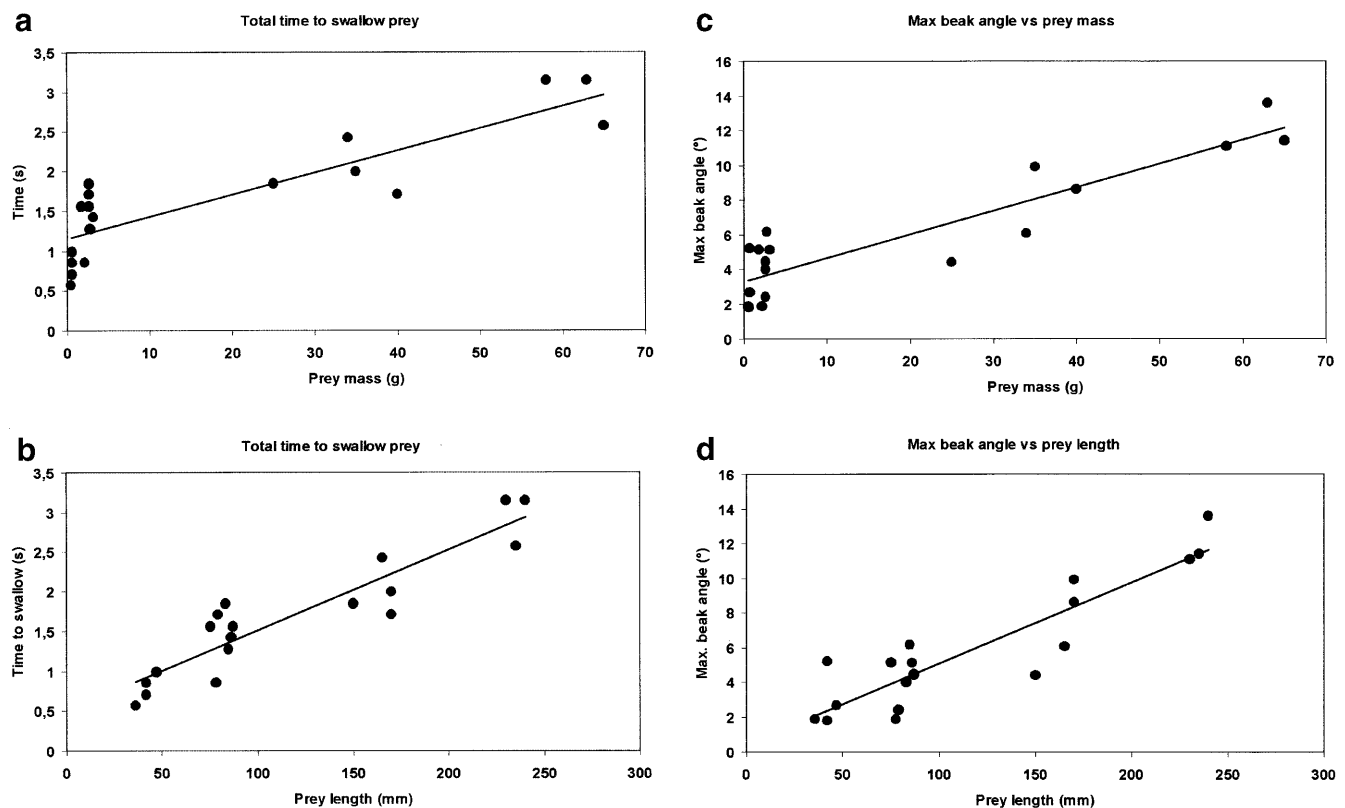 a
Total time to swallow prey
3,5
3
2,5
2
1,5
1
0,5
0
Time (s)
0 10 20 30 40 50 60 70
Prey mass (g)
c
Max beak angle vs prey mass
16
14
12
10
8
6
4
2
0
Max beak angle (°)
0 10 20 30 40 50 60 70
Prey mass (g)
b
Total time to swallow prey
3,5
3
2,5
2
1,5
1
0,5
0
Time to swallow (s)
0 50 100 150 200 250 300
Prey length (mm)
d
Max beak angle vs prey length
16
14
12
10
8
6
4
2
0
Max. beak angle (°)
0 50 100 150 200 250 300
Prey length (mm)